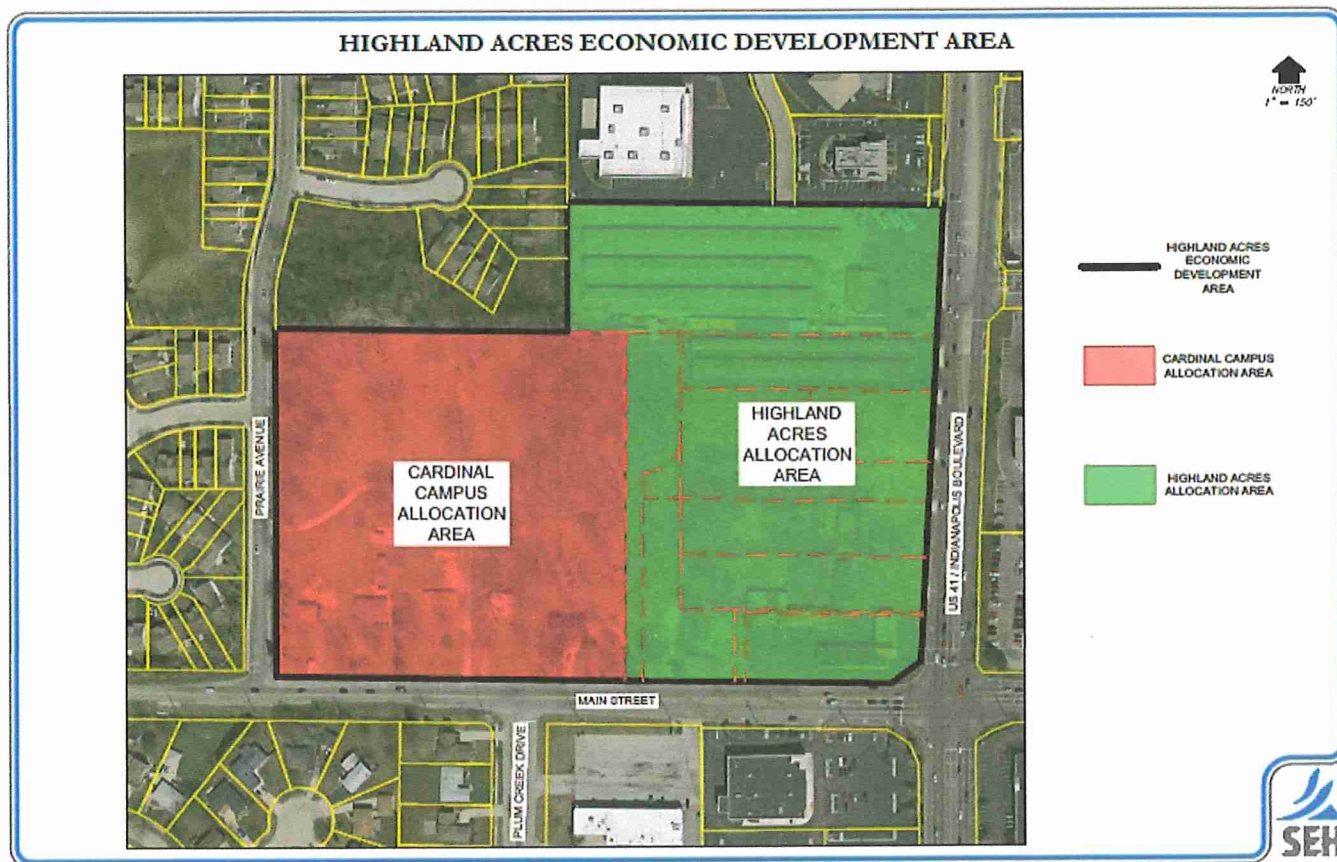 HIGHLAND ACRES ECONOMIC DEVELOPMENT AREA
NORTH
1" = 150'
HIGHLAND ACRES
ECONOMIC
DEVELOPMENT
AREA
CARDINAL CAMPUS
ALLOCATION AREA
HIGHLAND ACRES
ALLOCATION AREA
HIGHLAND
ACRES
ALLOCATION
AREA
CARDINAL
CAMPUS
ALLOCATION
AREA
PRAIRIE AVENUE
US 41 / INDIANAPOLIS BOULEVARD
MAIN STREET
PLUM CREEK DRIVE
SEH